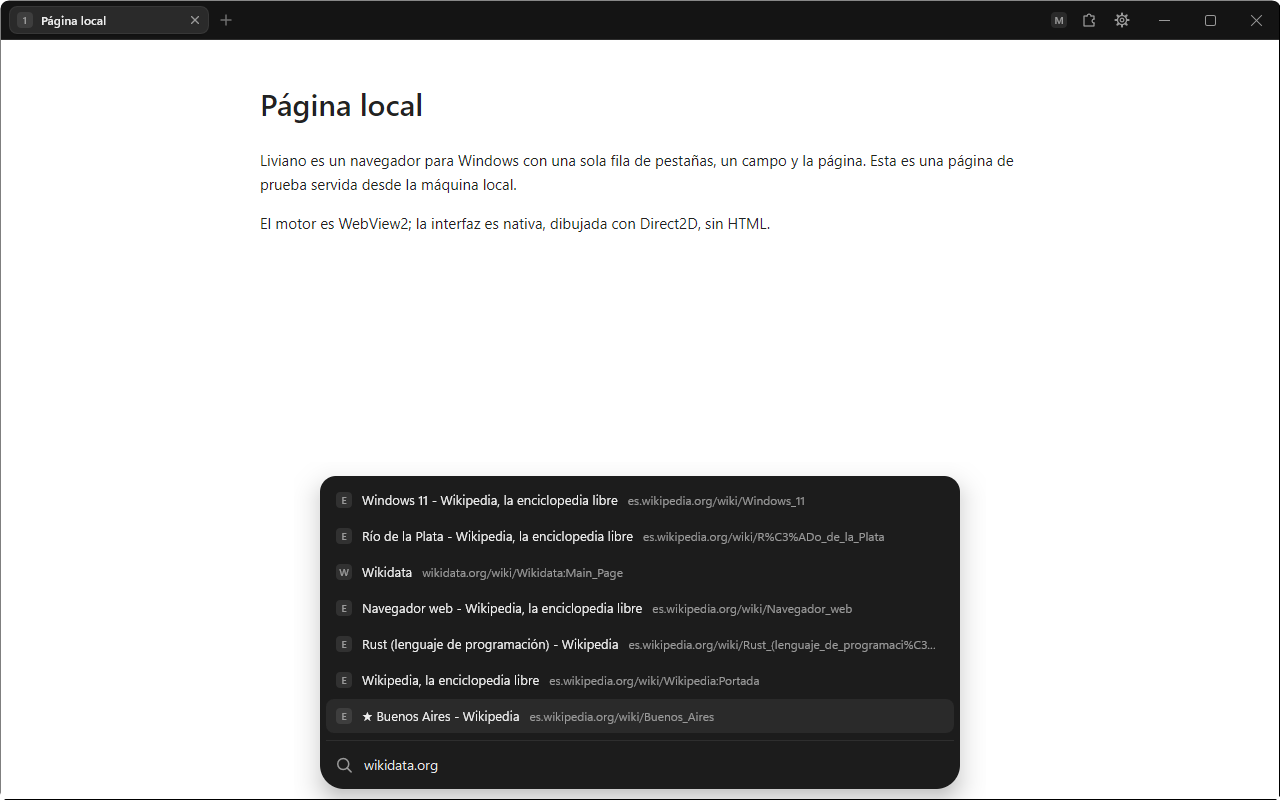 1 Página local
M
Página local
Liviano es un navegador para Windows con una sola fila de pestañas, un campo y la página. Esta es una página de
prueba servida desde la máquina local.
El motor es WebView2; la interfaz es nativa, dibujada con Direct2D, sin HTML.
E Windows 11 - Wikipedia, la enciclopedia libre es.wikipedia.org/wiki/Windows_11
E Río de la Plata - Wikipedia, la enciclopedia libre es.wikipedia.org/wiki/R%C3%ADo_de_la_Plata
W Wikidata wikidata.org/wiki/Wikidata:Main_Page
E Navegador web - Wikipedia, la enciclopedia libre es.wikipedia.org/wiki/Navegador_web
E Rust (lenguaje de programación) - Wikipedia es.wikipedia.org/wiki/Rust_(lenguaje_de_programaci%C3...
E Wikipedia, la enciclopedia libre es.wikipedia.org/wiki/Wikipedia:Portada
E ★ Buenos Aires - Wikipedia es.wikipedia.org/wiki/Buenos_Aires
wikidata.org